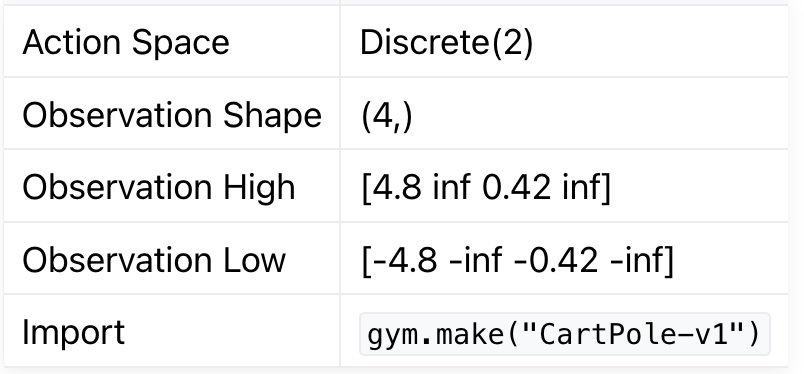 Action Space Discrete(2)
Observation Shape (4,)
Observation High [4.8 inf 0.42 inf]
Observation Low [-4.8 -inf -0.42 -inf]
Import gym.make("CartPole-v1")